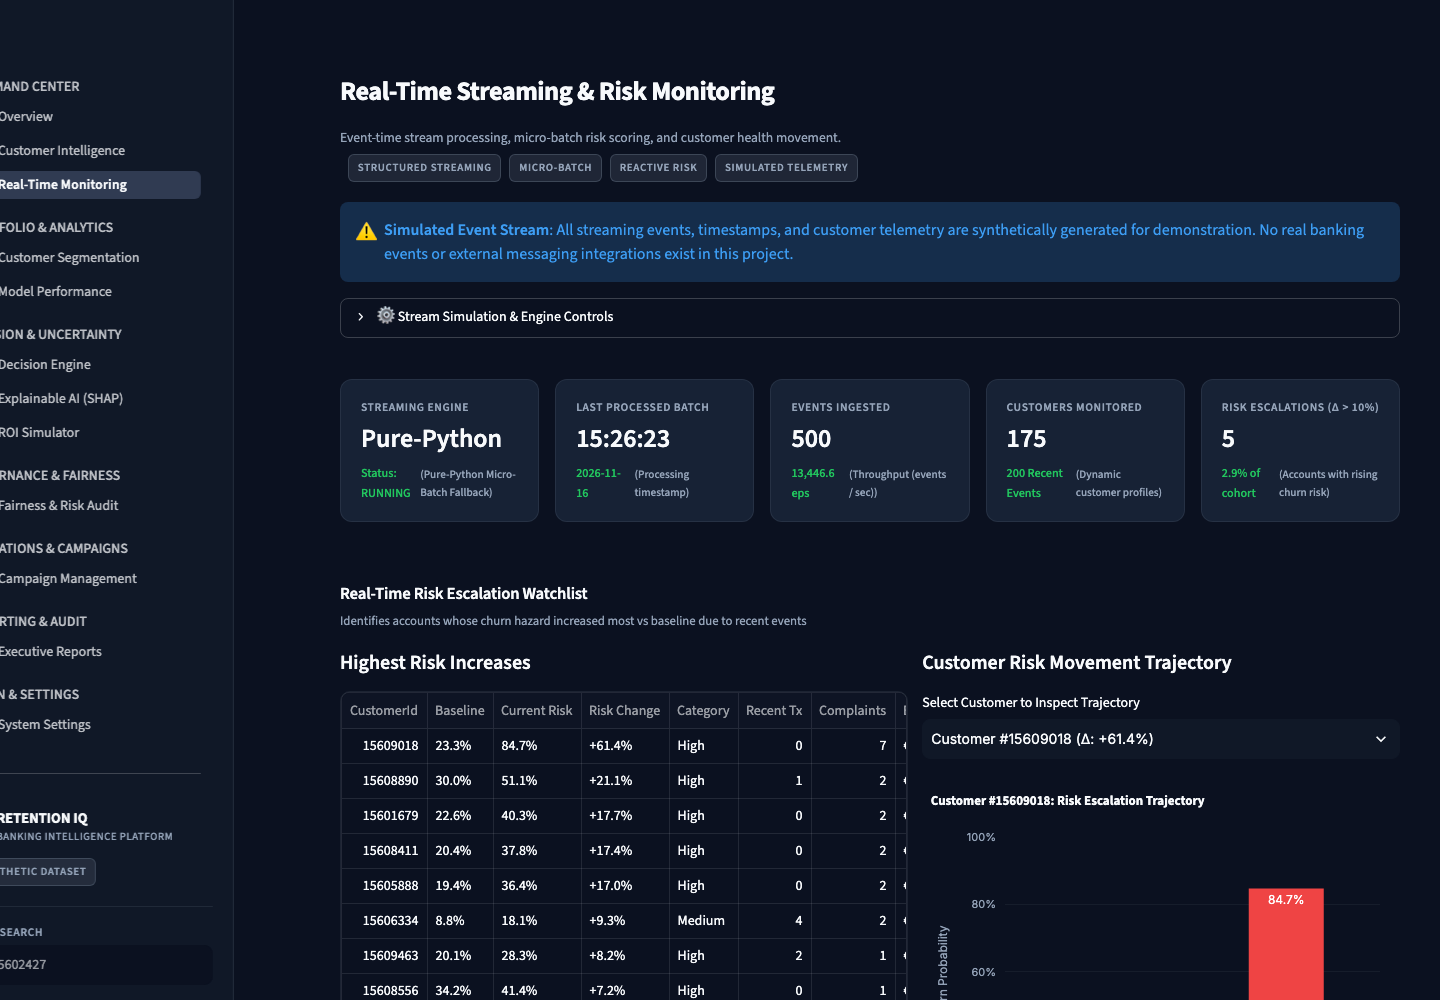 MAND CENTER
Overview
Customer Intelligence
Real-Time Monitoring
FOLIO & ANALYTICS
Customer Segmentation
Model Performance
SION & UNCERTAINTY
Decision Engine
Explainable AI (SHAP)
ROI Simulator
RNANCE & FAIRNESS
Fairness & Risk Audit
ATIONS & CAMPAIGNS
Campaign Management
RTING & AUDIT
Executive Reports
N & SETTINGS
System Settings
RETENTION IQ
BANKING INTELLIGENCE PLATFORM
THETIC DATASET
SEARCH
5602427
Real-Time Streaming & Risk Monitoring
Event-time stream processing, micro-batch risk scoring, and customer health movement.
STRUCTURED STREAMING MICRO-BATCH REACTIVE RISK SIMULATED TELEMETRY
Simulated Event Stream: All streaming events, timestamps, and customer telemetry are synthetically generated for demonstration. No real banking
events or external messaging integrations exist in this project.
Stream Simulation & Engine Controls
STREAMING ENGINE
Pure-Python
Status: (Pure-Python Micro-
RUNNING Batch Fallback)
LAST PROCESSED BATCH
15:26:23
2026-11- (Processing
16 timestamp)
EVENTS INGESTED
500
13,446.6 (Throughput (events
eps / sec))
CUSTOMERS MONITORED
175
200 Recent (Dynamic
Events customer profiles)
RISK ESCALATIONS (Δ > 10%)
5
2.9% of (Accounts with rising
cohort churn risk)
Real-Time Risk Escalation Watchlist
Identifies accounts whose churn hazard increased most vs baseline due to recent events
Highest Risk Increases
CustomerId Baseline Current Risk Risk Change Category Recent Tx Complaints
15609018 23.3% 84.7% +61.4% High 0 7
15608890 30.0% 51.1% +21.1% High 1 2
15601679 22.6% 40.3% +17.7% High 0 2
15608411 20.4% 37.8% +17.4% High 0 2
15605888 19.4% 36.4% +17.0% High 0 2
15606334 8.8% 18.1% +9.3% Medium 4 2
15609463 20.1% 28.3% +8.2% High 2 1
15608556 34.2% 41.4% +7.2% High 0 1
Customer Risk Movement Trajectory
Select Customer to Inspect Trajectory
Customer #15609018 (Δ: +61.4%)
Customer #15609018: Risk Escalation Trajectory
100%
80%
60%
84.7%
rn Probability